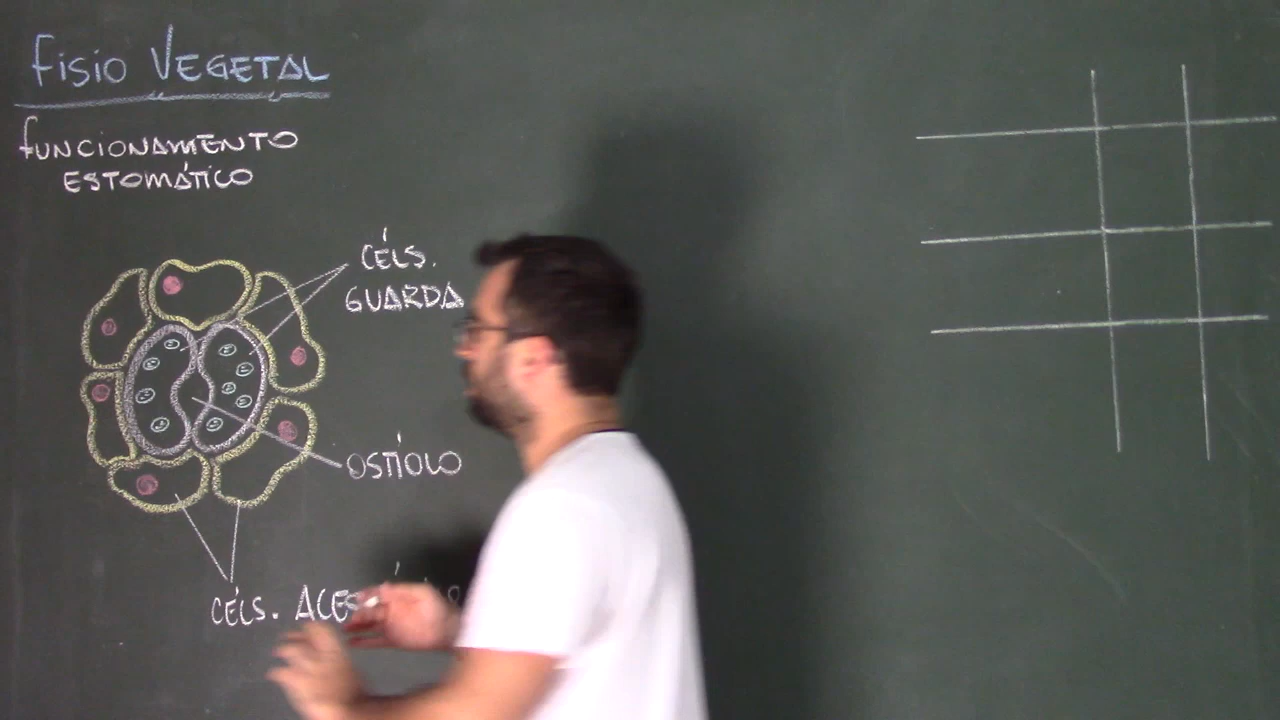 Fisio Vegetal
Funcionamento
Estomático
Céls.
Guarda
Ostíolo
Céls.